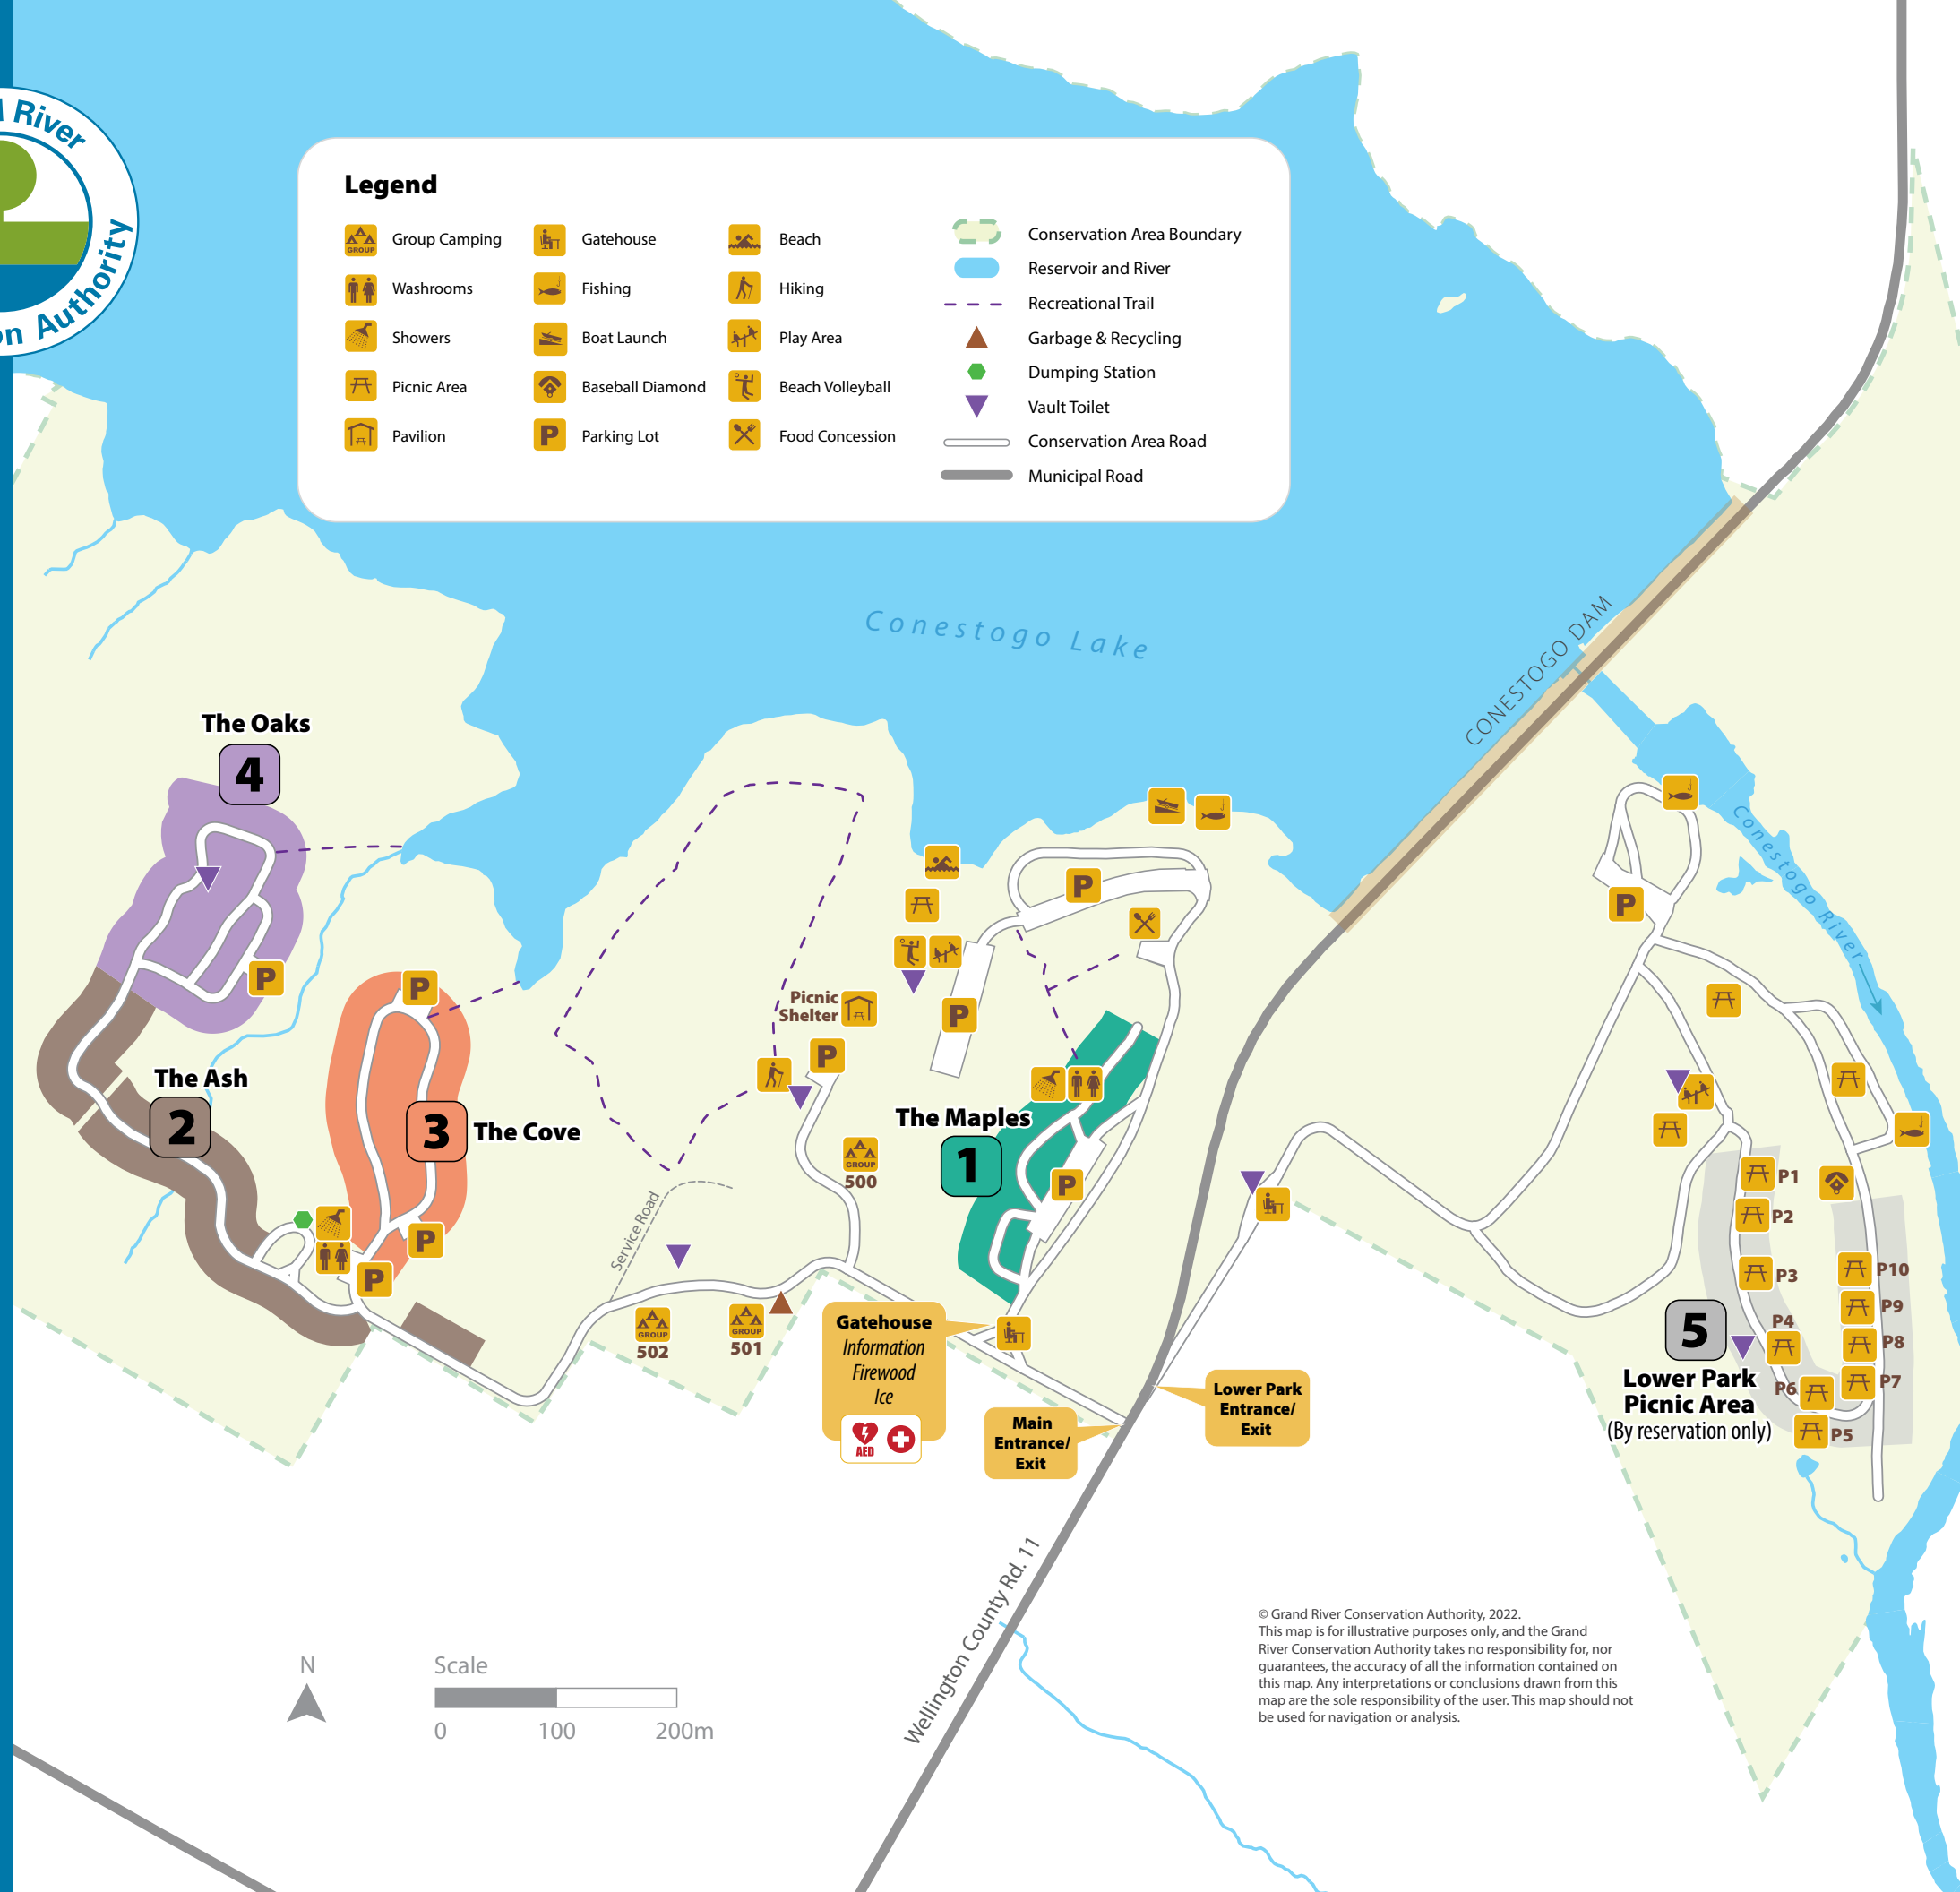 River
Authority
Legend
Group Camping
Washrooms
Showers
Picnic Area
Pavilion
Gatehouse
Fishing
Boat Launch
Baseball Diamond
Parking Lot
Beach
Hiking
Play Area
Beach Volleyball
Food Concession
Conservation Area Boundary
Reservoir and River
Recreational Trail
Garbage & Recycling
Dumping Station
Vault Toilet
Conservation Area Road
Municipal Road
GROUP
P
Conestogo Lake
CONESTOGO DAM
Conestogo River
The Oaks
4
P
The Ash
2
P
3
The Cove
P
P
Service Road
GROUP
502
GROUP
501
Picnic
Shelter
P
GROUP
500
P
P
The Maples
1
P
Gatehouse
Information
Firewood
Ice
AED
Main
Entrance/
Exit
Lower Park
Entrance/
Exit
P
P1
P2
P3
P4
P5
P6
P7
P8
P9
P10
5
Lower Park
Picnic Area
(By reservation only)
Wellington County Rd. 11
N
Scale
0 100 200m
© Grand River Conservation Authority, 2022.
This map is for illustrative purposes only, and the Grand
River Conservation Authority takes no responsibility for, nor
guarantees, the accuracy of all the information contained on
this map. Any interpretations or conclusions drawn from this
map are the sole responsibility of the user. This map should not
be used for navigation or analysis.